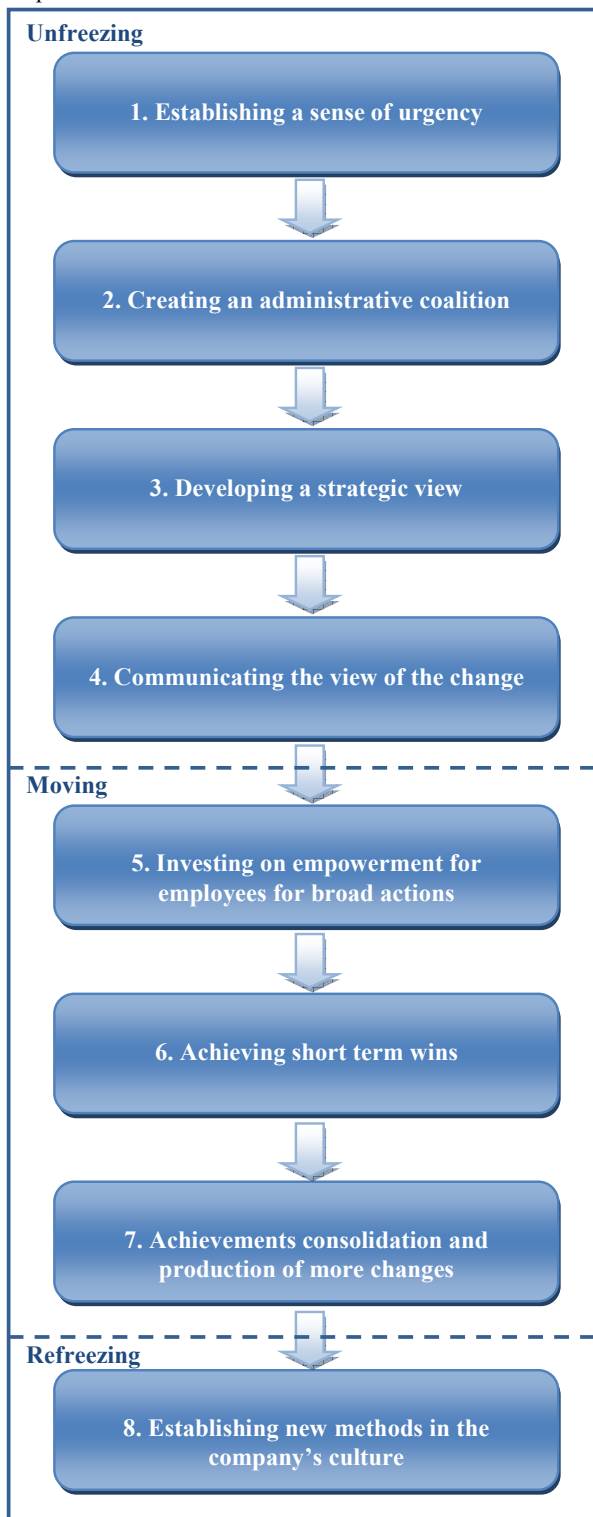 Unfreezing
1. Establishing a sense of urgency
2. Creating an administrative coalition
3. Developing a strategic view
4. Communicating the view of the change
Moving
5. Investing on empowerment for
employees for broad actions
6. Achieving short term wins
7. Achievements consolidation and
production of more changes
Refreezing
8. Establishing new methods in the
company's culture